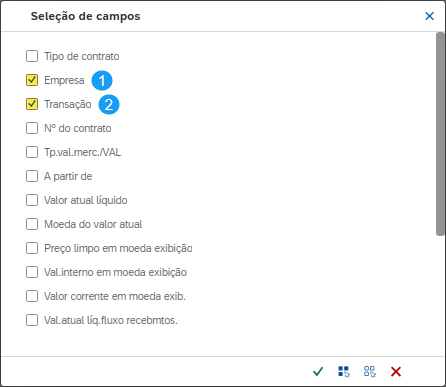 Seleção de campos
Tipo de contrato
Empresa 1
Transação 2
Nº do contrato
Tp.val.merc./VAL
A partir de
Valor atual líquido
Moeda do valor atual
Preço limpo em moeda exibição
Val.interno em moeda exibição
Valor corrente em moeda exib.
Val.atual líq.fluxo recebmtos.